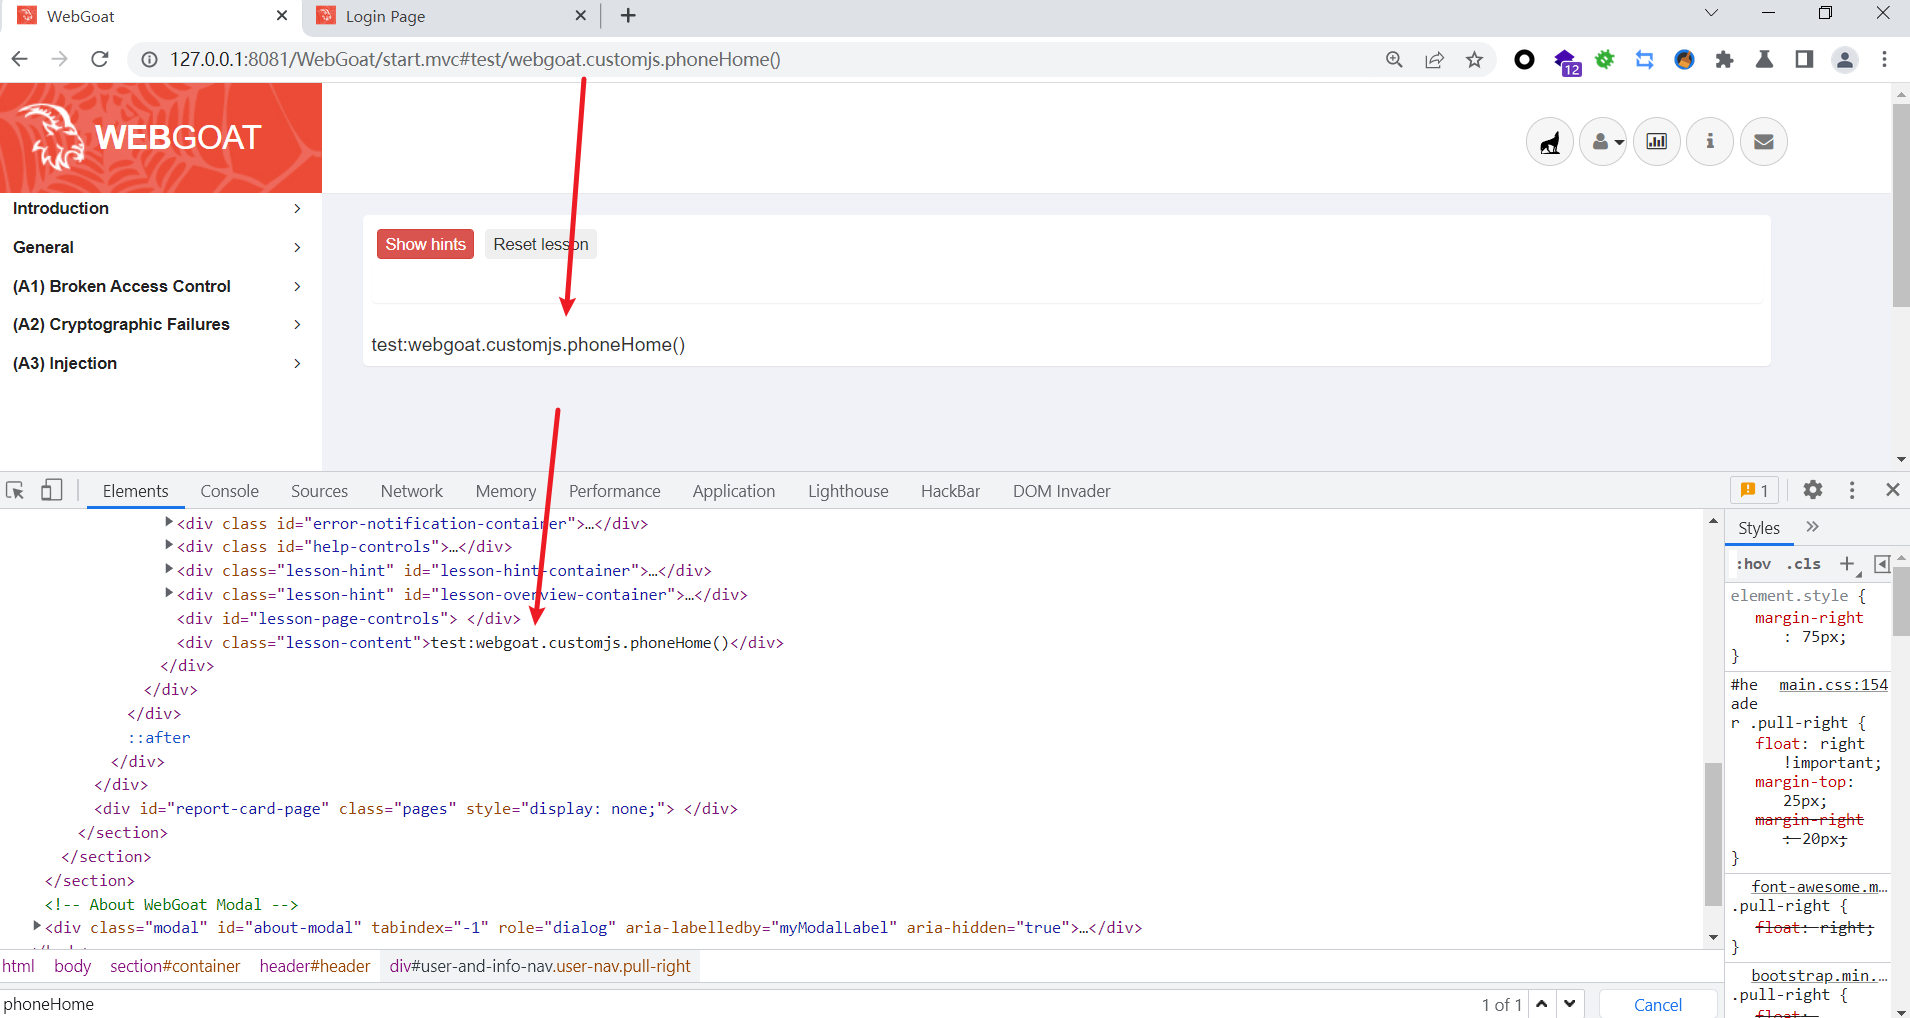 WebGoat
Login Page
127.0.0.1:8081/WebGoat/start.mvc#test/webgoat.customjs.phoneHome()
12
WEBGOAT
Introduction
General
(A1) Broken Access Control
(A2) Cryptographic Failures
(A3) Injection
Show hints
Reset lesson
test:webgoat.customjs.phoneHome()
Elements Console Sources Network Memory Performance Application Lighthouse HackBar DOM Invader
1
<div class id="error-notification-container">…</div>
<div class id="help-controls">…</div>
<div class="lesson-hint" id="lesson-hint-container">…</div>
<div class="lesson-hint" id="lesson-overview-container">…</div>
<div id="lesson-page-controls"> </div>
<div class="lesson-content">test:webgoat.customjs.phoneHome()</div>
</div>
</div>
</div>
::after
</div>
</div>
<div id="report-card-page" class="pages" style="display: none;"> </div>
</section>
</section>
</section>
<!-- About WebGoat Modal -->
<div class="modal" id="about-modal" tabindex="-1" role="dialog" aria-labelledby="myModalLabel" aria-hidden="true">…</div>
html body section#container header#header div#user-and-info-nav.user-nav.pull-right
phoneHome
1 of 1
Cancel
Styles
:hov .cls
element.style {
margin-right
: 75px;
}
#he main.css:154
ade
r .pull-right {
float: right
!important;
margin-top:
25px;
margin-right
: 20px;
}
font-awesome.m…
.pull-right {
float: right;
}
bootstrap.min.…
.pull-right {
float: